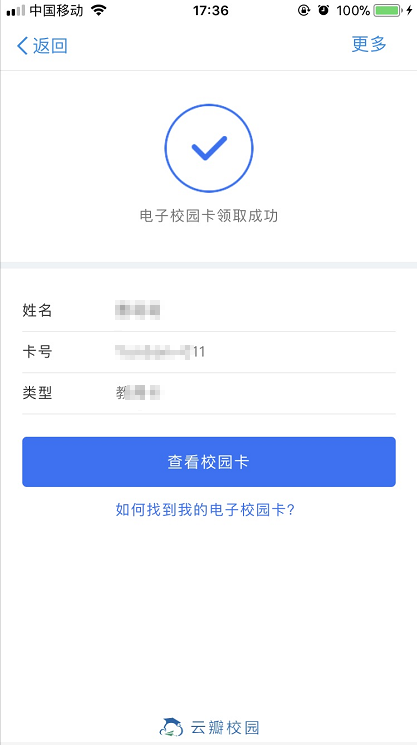 中国移动 17:36 100%
返回 更多
电子校园卡领取成功
姓名
卡号 11
类型
查看校园卡
如何找到我的电子校园卡?
云瓣校园